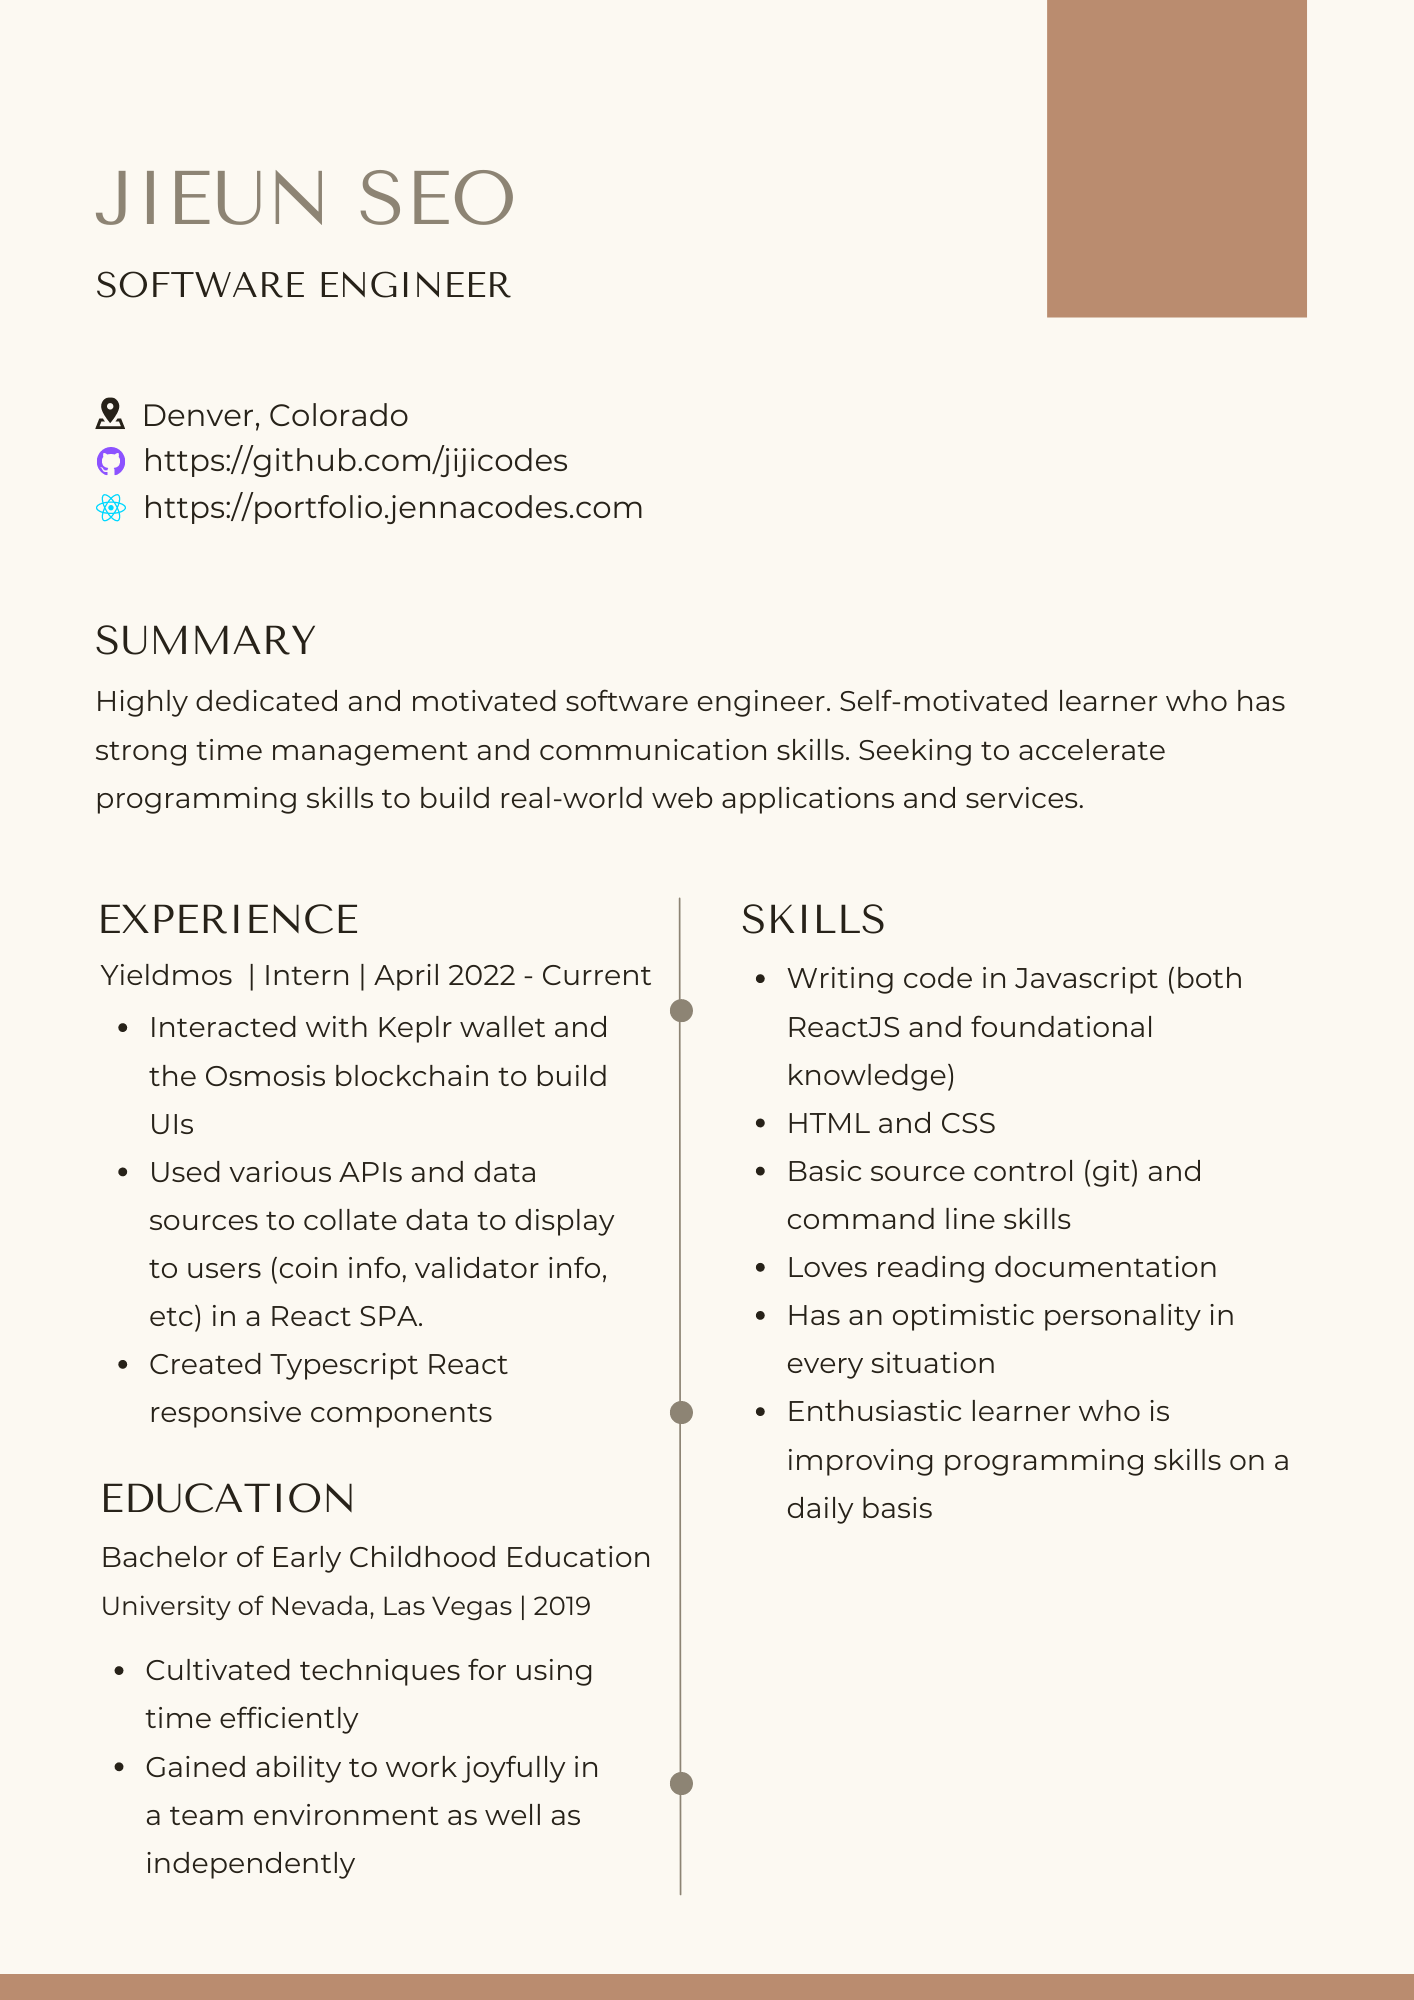 JIEUN SEO
SOFTWARE ENGINEER
Denver, Colorado
https://github.com/jijicodes
https://portfolio.jennacodes.com
SUMMARY
Highly dedicated and motivated software engineer. Self-motivated learner who has
strong time management and communication skills. Seeking to accelerate
programming skills to build real-world web applications and services.
EXPERIENCE
Yieldmos | Intern | April 2022 - Current
• Interacted with Keplr wallet and
the Osmosis blockchain to build
UIs
• Used various APIs and data
sources to collate data to display
to users (coin info, validator info,
etc) in a React SPA.
• Created Typescript React
responsive components
EDUCATION
Bachelor of Early Childhood Education
University of Nevada, Las Vegas | 2019
• Cultivated techniques for using
time efficiently
• Gained ability to work joyfully in
a team environment as well as
independently
SKILLS
• Writing code in Javascript (both
ReactJS and foundational
knowledge)
• HTML and CSS
• Basic source control (git) and
command line skills
• Loves reading documentation
• Has an optimistic personality in
every situation
• Enthusiastic learner who is
improving programming skills on a
daily basis